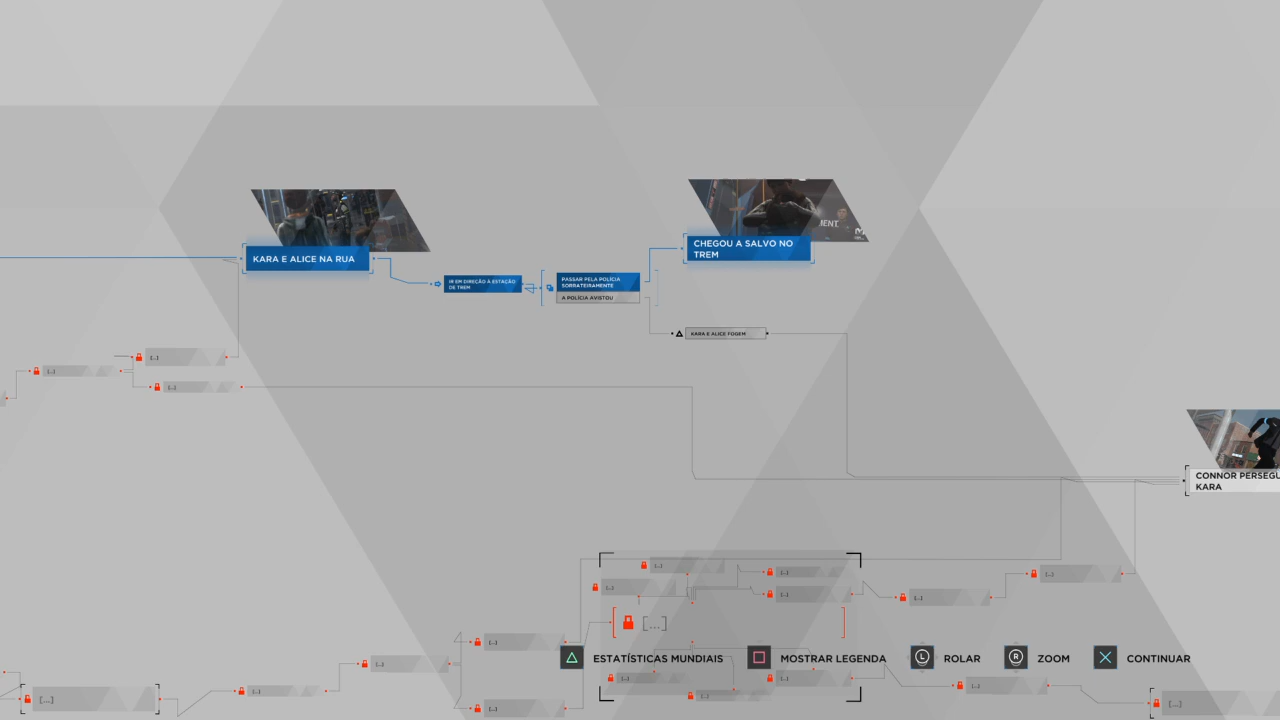 MENT
CHEGOU A SALVO NO
TREM
KARA E ALICE NA RUA
IR EM DIREÇÃO À ESTAÇÃO
DE TREM
PASSAR PELA POLÍCIA
SORRATEIRAMENTE
A POLÍCIA AVISTOU
KARA E ALICE FOGEM
[...]
[...]
[...]
CONNOR PERSEGU
KARA
[...]
[...]
[...]
[...]
[...]
[...]
[...]
[...]
[...]
ESTATÍSTICAS MUNDIAIS
MOSTRAR LEGENDA
L
ROLAR
R
ZOOM
CONTINUAR
[...]
[...]
[...]
[...]
[...]
[...]
[...]
[...]